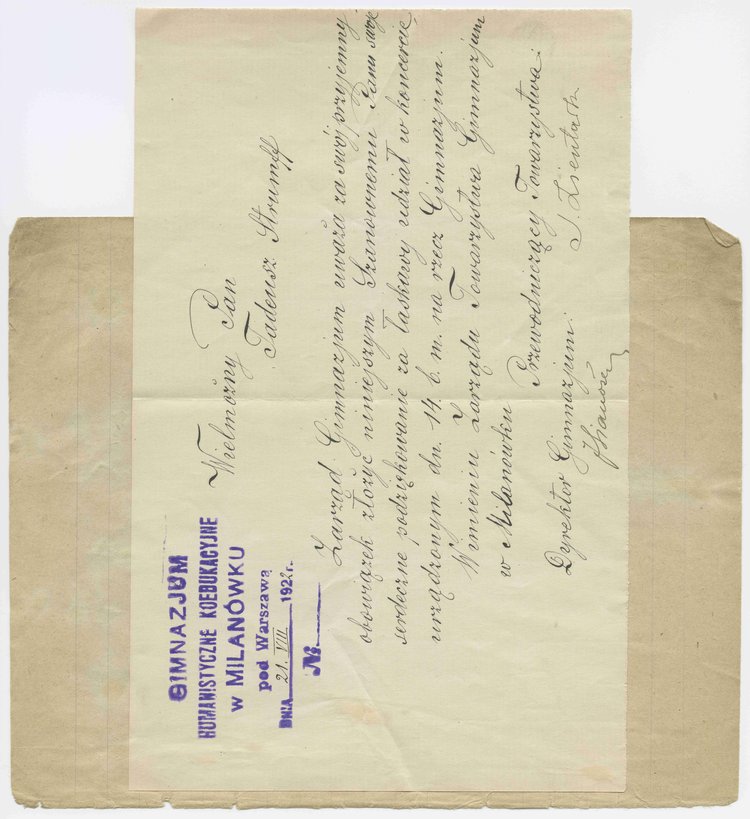 GIMNAZJUM
HUMANISTYCZNE KOEDUKACYJNE
w MILANÓWKU
pod Warszawą
DNIA 21. VIII 1922 r.
№
Wielmożny Pan
Tadeusz Strumff
Zarząd Gimnazjum uważa za swój przyjemny
obowiązek złożyć niniejszym Szanownemu Panu swoje
serdeczne podziękowanie za łaskawy udział w koncercie,
urządzonym dn. 14. b. m. na rzecz Gimnazjum.
W imieniu Zarządu Towarzystwa Gimnazjum
w Milanówku
Przewodniczący Towarzystwa:
Dyrektor Gimnazjum: